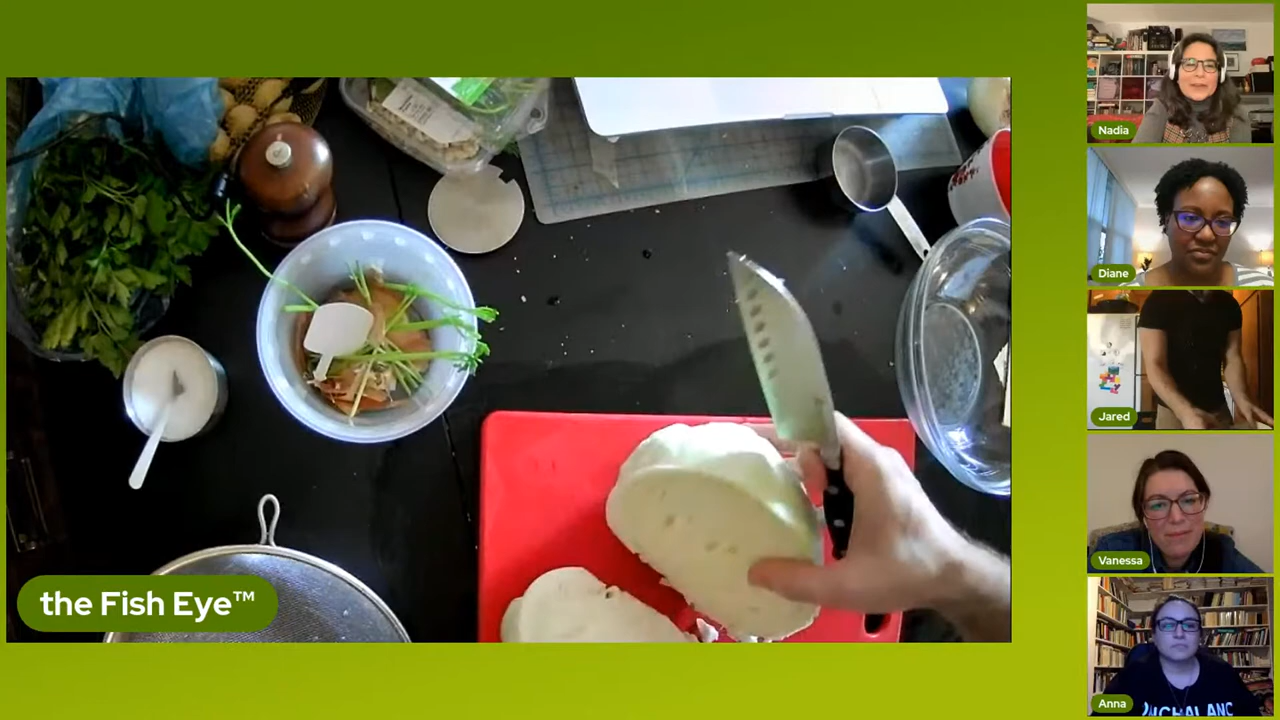 the Fish Eye™
Nadia
Diane
Jared
Vanessa
Anna